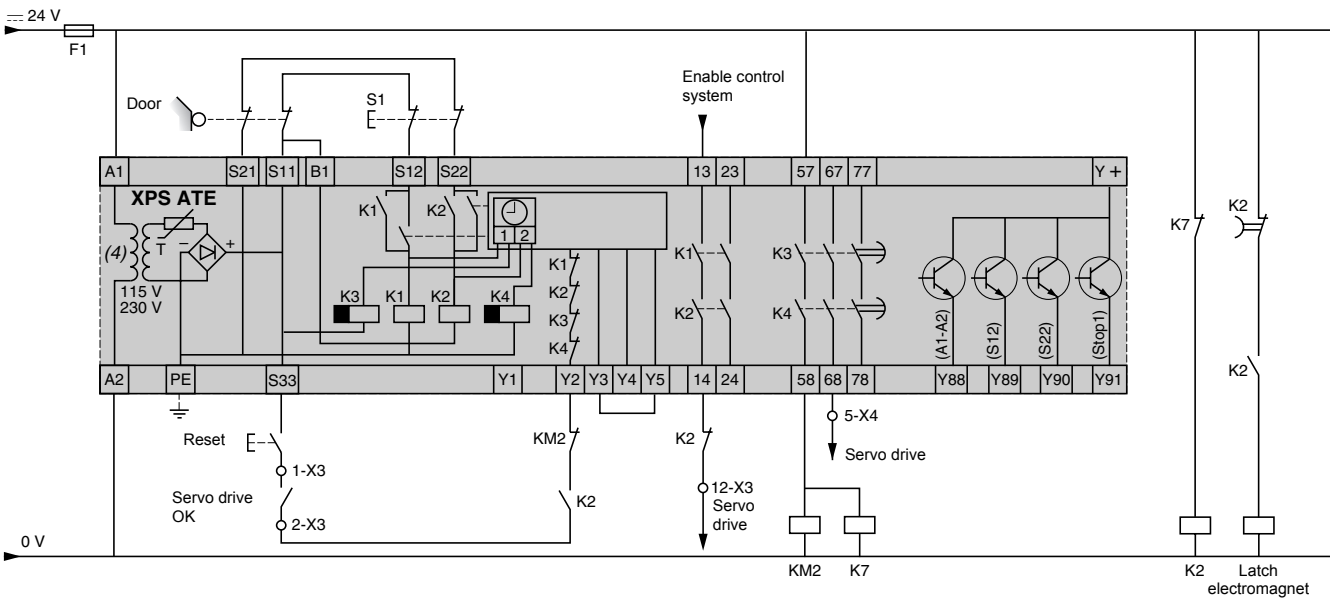 24 V
F1
Door
S1
Enable control
system
A1
S21
S11
B1
S12
S22
13
23
57
67
77
Y +
XPS ATE
K1
K2
1
2
(4)
T
–
+
115 V
230 V
K3
K1
K2
K4
K1
K2
K3
K4
K1
K2
K3
K4
(A1-A2)
(S12)
(S22)
(Stop1)
K7
K2
K2
A2
PE
S33
Y1
Y2
Y3
Y4
Y5
14
24
58
68
78
Y88
Y89
Y90
Y91
Reset
1-X3
Servo drive
OK
2-X3
KM2
K2
K2
12-X3
Servo
drive
5-X4
Servo drive
0 V
KM2
K7
K2
Latch
electromagnet